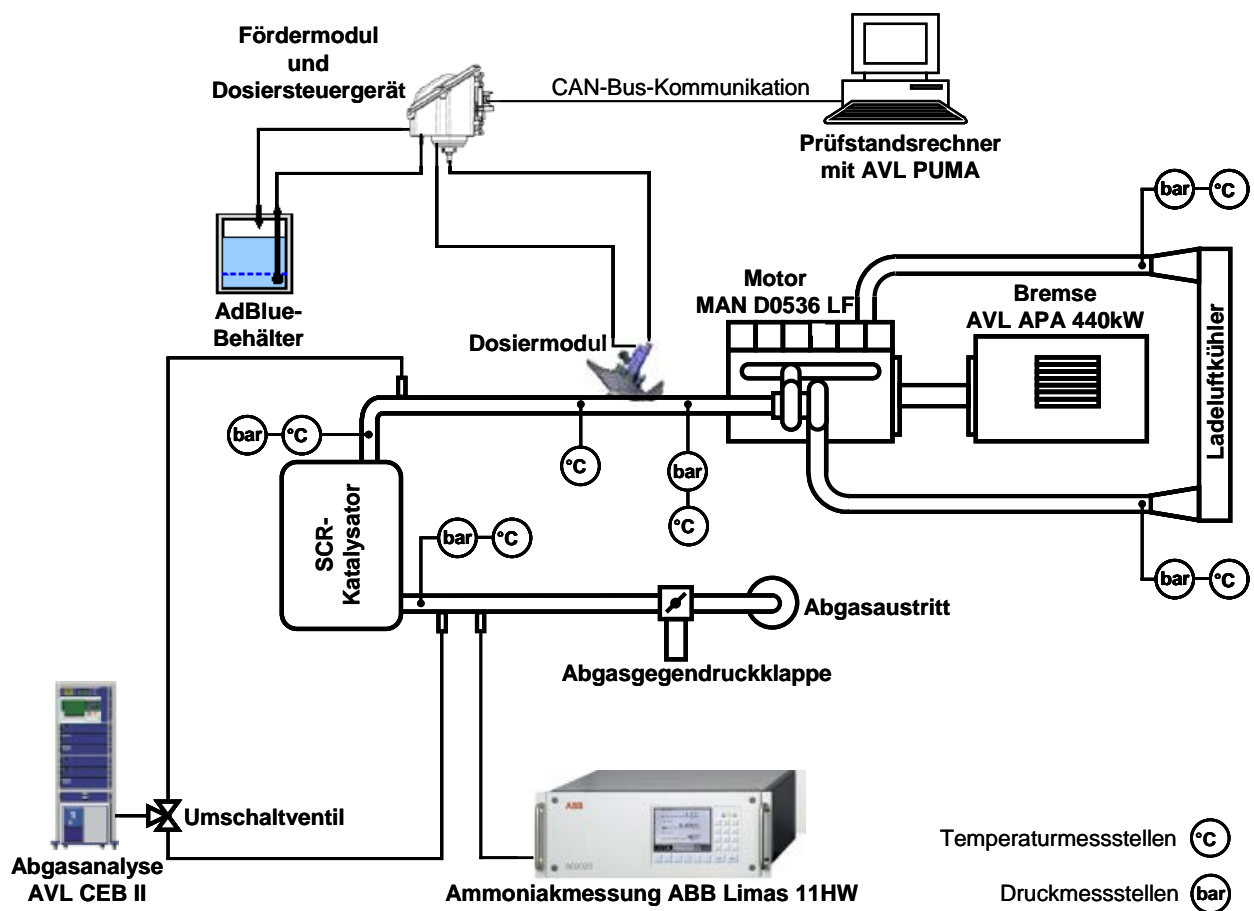 Fördermodul
und
Dosiersteuergerät
CAN-Bus-Kommunikation
Prüfstandsrechner
mit AVL PUMA
bar
°C
AdBlue-
Behälter
Dosiermodul
Motor
MAN D0536 LF
Bremse
AVL APA 440kW
Ladeluftkühler
bar
°C
°C
bar
°C
SCR-
Katalysator
bar
°C
bar
°C
Abgasaustritt
Abgasgegendruckklappe
Umschaltventil
Abgasanalyse
AVL CEB II
ABB
Ammoniakmessung ABB Limas 11HW
Temperaturmessstellen °C
Druckmessstellen bar